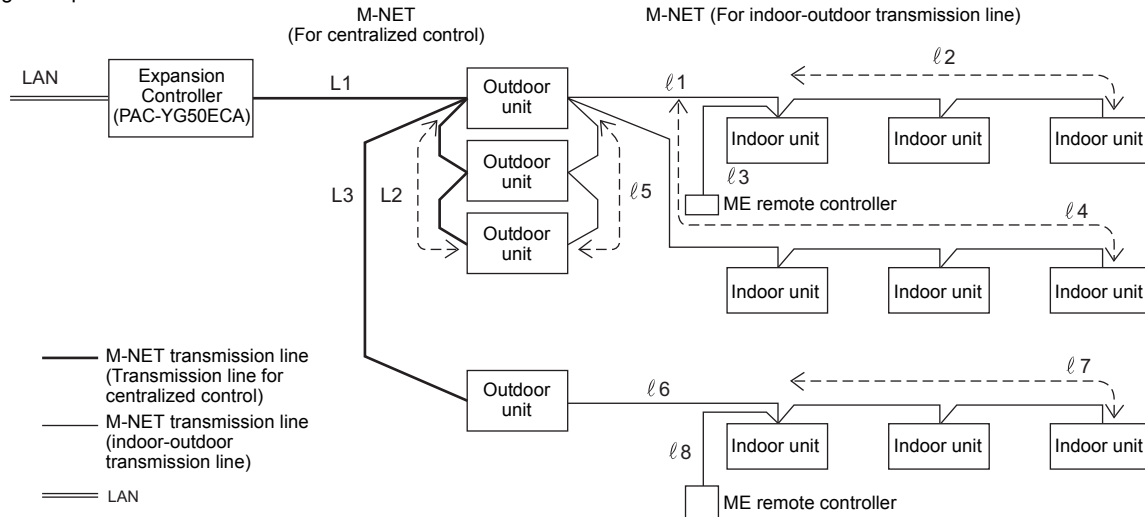 M-NET
(For centralized control)
M-NET (For indoor-outdoor transmission line)
LAN
Expansion
Controller
(PAC-YG50ECA)
L1
Outdoor
unit
Outdoor
unit
Outdoor
unit
L3
L2
ℓ1
ℓ2
Indoor unit
Indoor unit
Indoor unit
ℓ3
ℓ5
ME remote controller
ℓ4
Indoor unit
Indoor unit
Indoor unit
M-NET transmission line
(Transmission line for
centralized control)
M-NET transmission line
(indoor-outdoor
transmission line)
LAN
Outdoor
unit
ℓ6
ℓ7
Indoor unit
Indoor unit
Indoor unit
ℓ8
ME remote controller